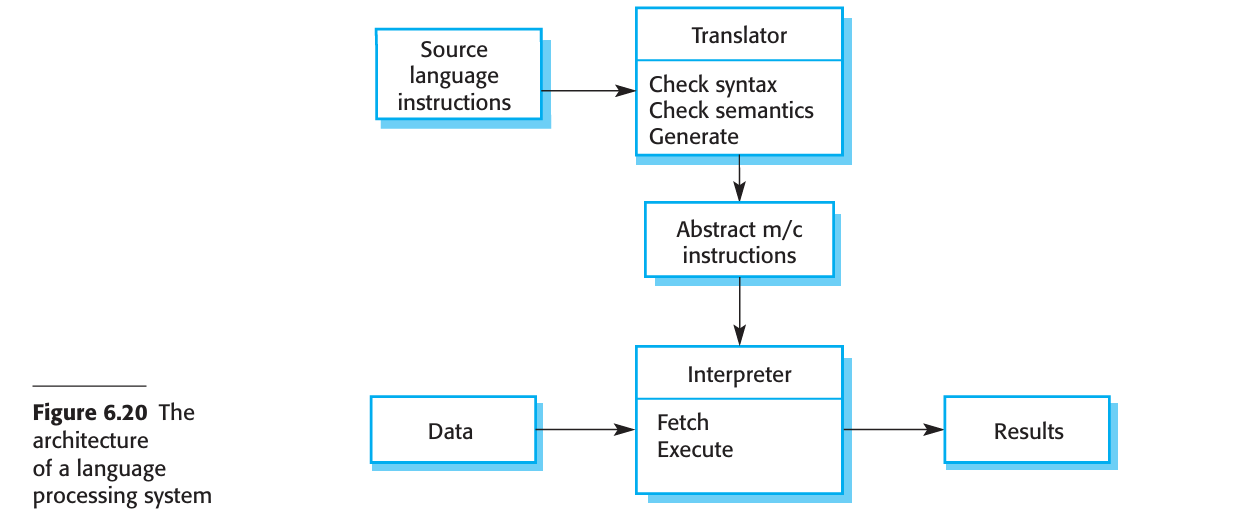 Source
language
instructions
Translator
Check syntax
Check semantics
Generate
Abstract m/c
instructions
Interpreter
Fetch
Execute
Data
Results
Figure 6.20 The
architecture
of a language
processing system